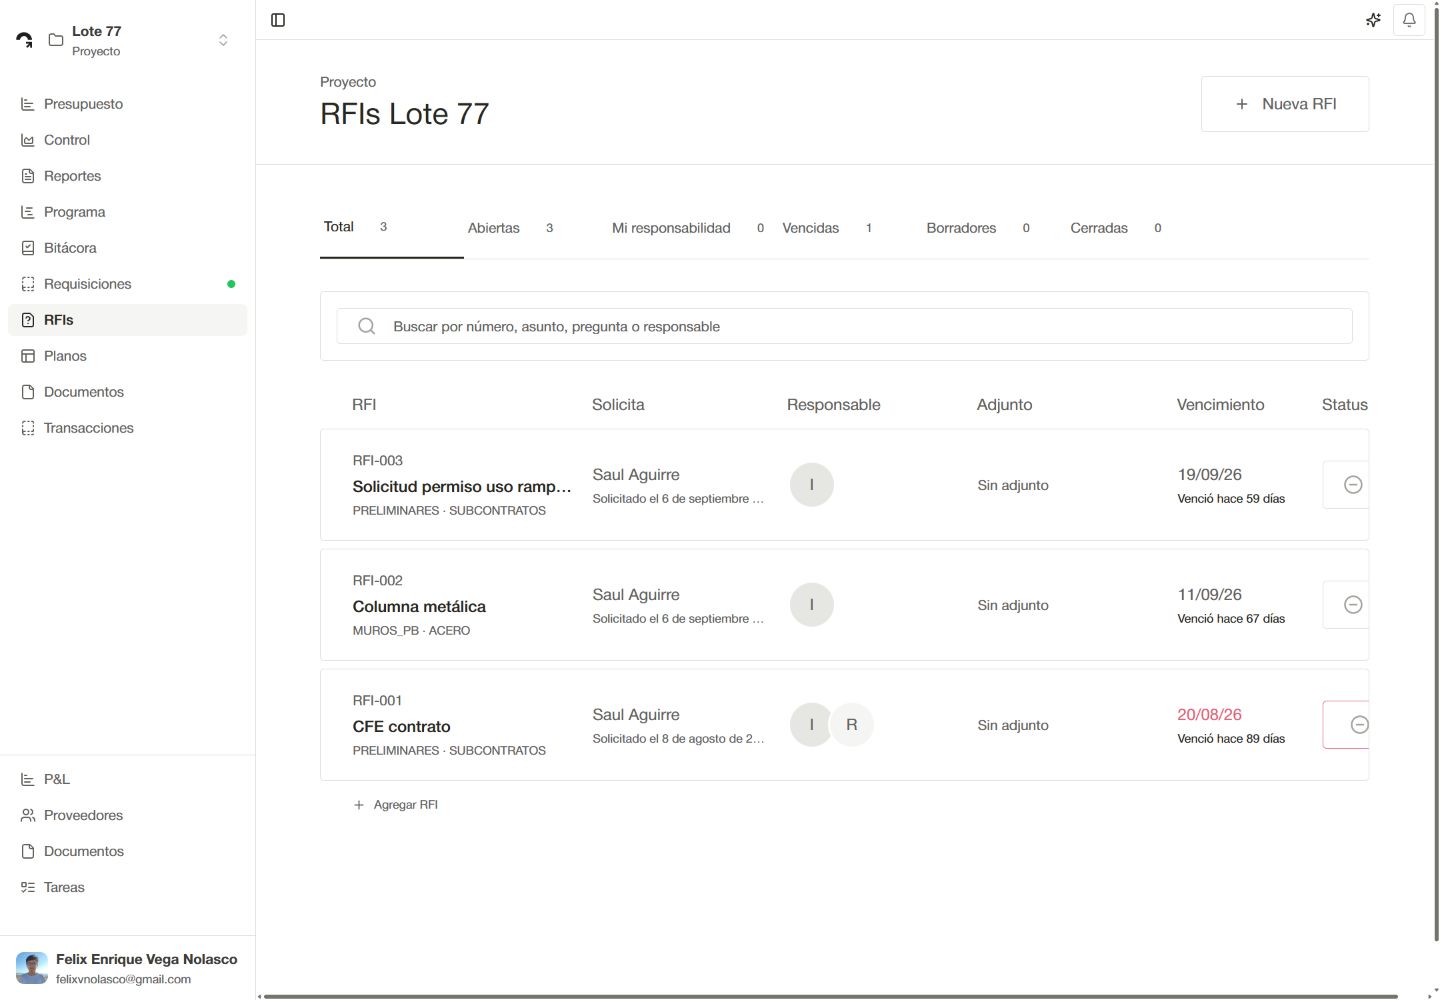 Lote 77
Proyecto
Presupuesto
Control
Reportes
Programa
Bitácora
Requisiciones
RFIs
Planos
Documentos
Transacciones
P&L
Proveedores
Documentos
Tareas
Felix Enrique Vega Nolasco
felixvnolasco@gmail.com
Proyecto
RFIs Lote 77
Nueva RFI
Total 3
Abiertas 3
Mi responsabilidad 0
Vencidas 1
Borradores 0
Cerradas 0
Buscar por número, asunto, pregunta o responsable
RFI Solicita Responsable Adjunto Vencimiento Status
RFI-003
Solicitud permiso uso ramp…
PRELIMINARES · SUBCONTRATOS
Saul Aguirre
Solicitado el 6 de septiembre …
I
Sin adjunto
19/09/26
Venció hace 59 días
RFI-002
Columna metálica
MUROS_PB · ACERO
Saul Aguirre
Solicitado el 6 de septiembre …
I
Sin adjunto
11/09/26
Venció hace 67 días
RFI-001
CFE contrato
PRELIMINARES · SUBCONTRATOS
Saul Aguirre
Solicitado el 8 de agosto de 2…
I R
Sin adjunto
20/08/26
Venció hace 89 días
Agregar RFI